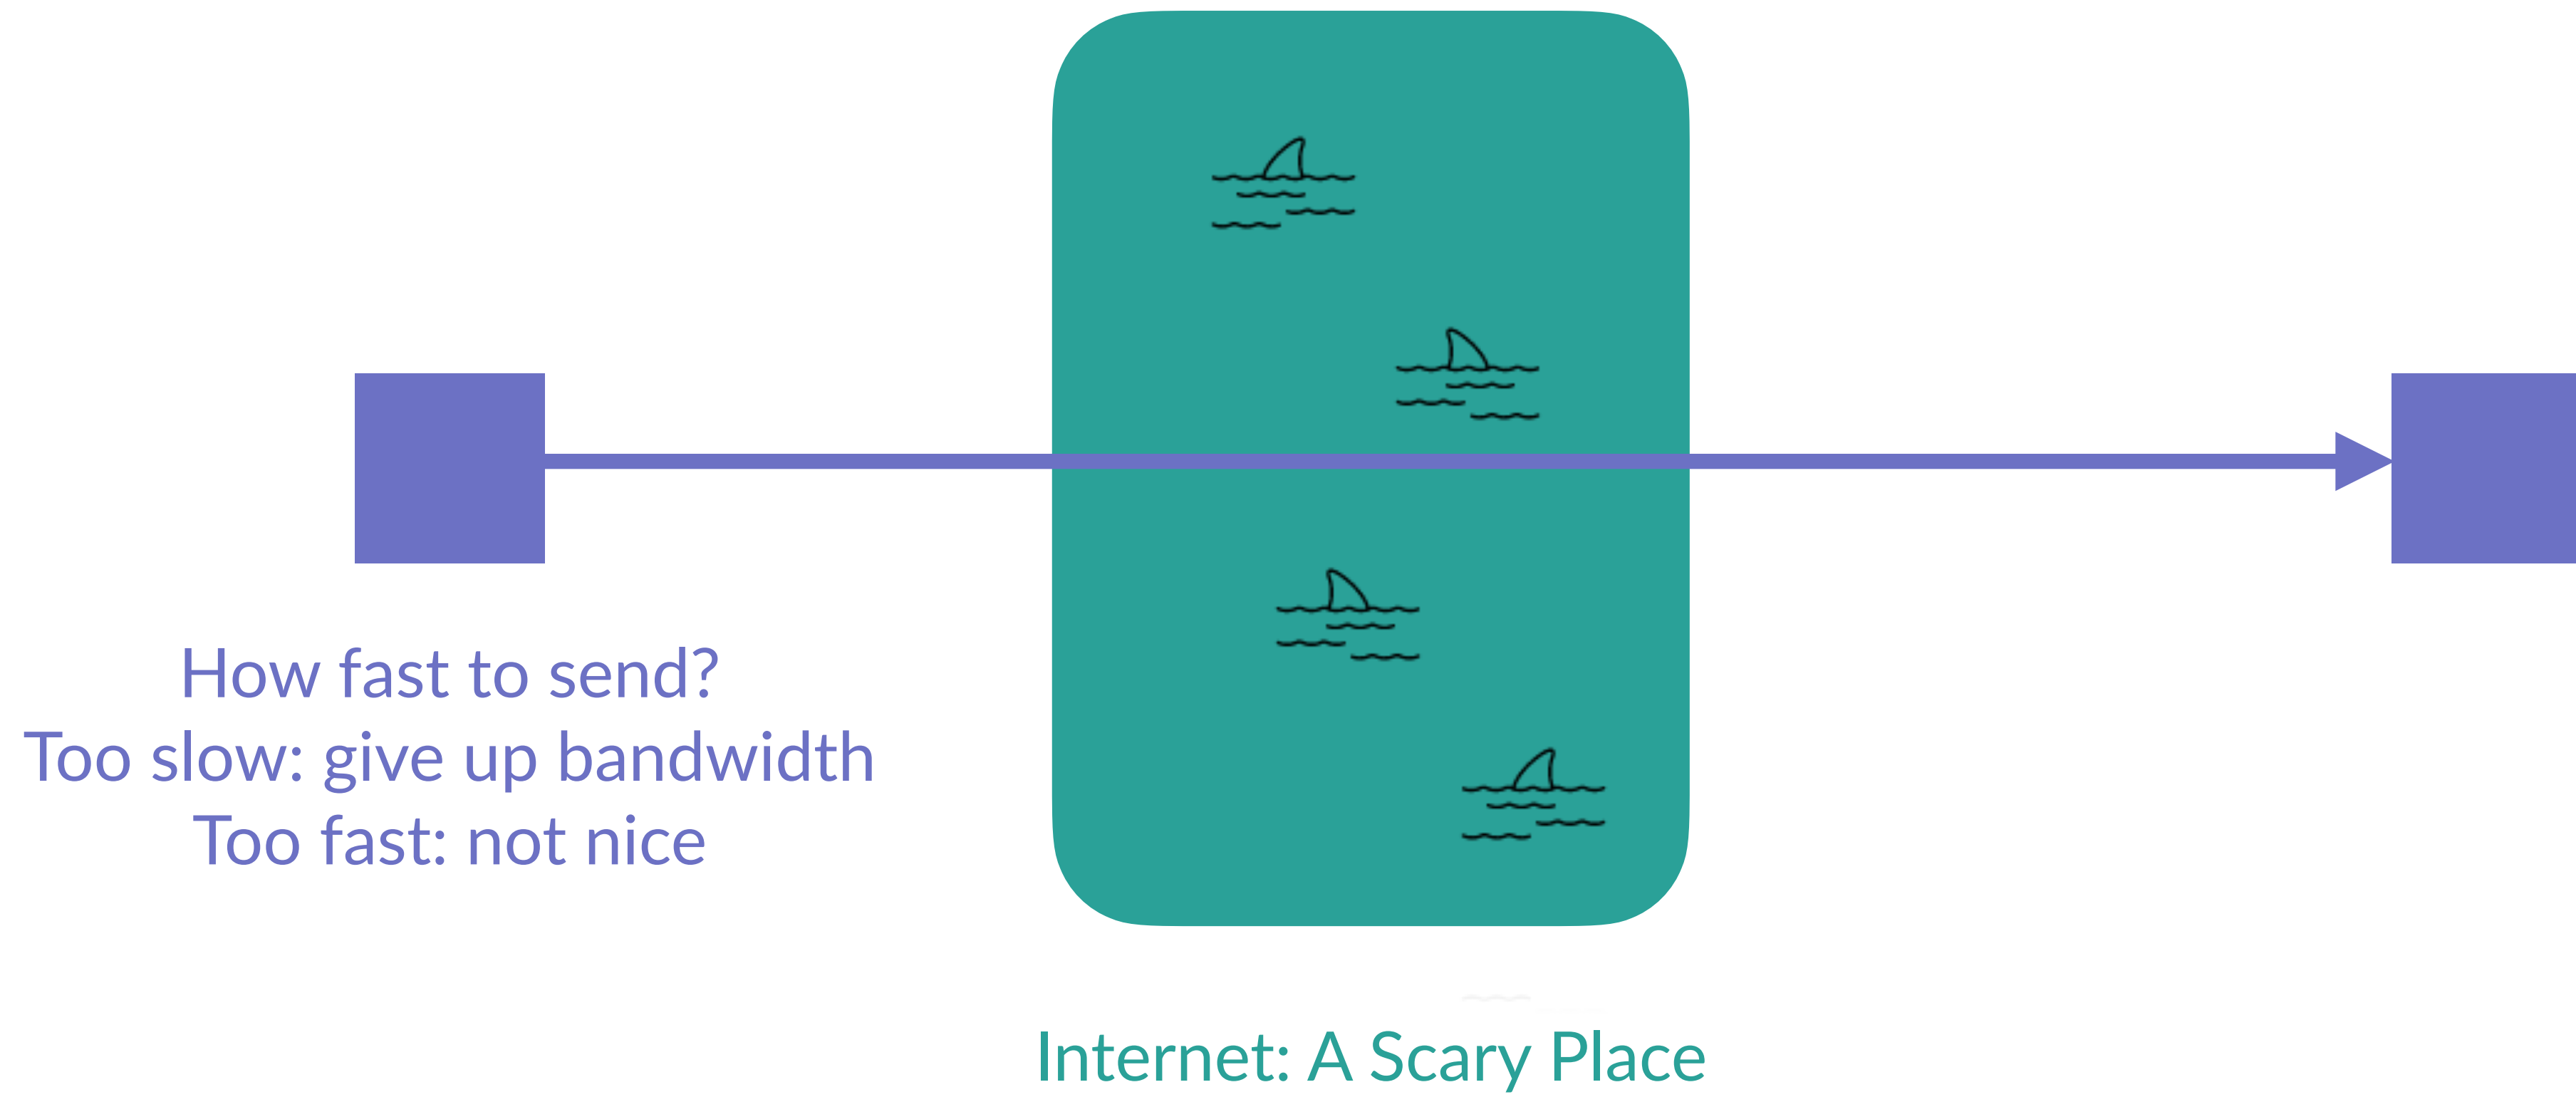 How fast to send?
Too slow: give up bandwidth
Too fast: not nice
Internet: A Scary Place